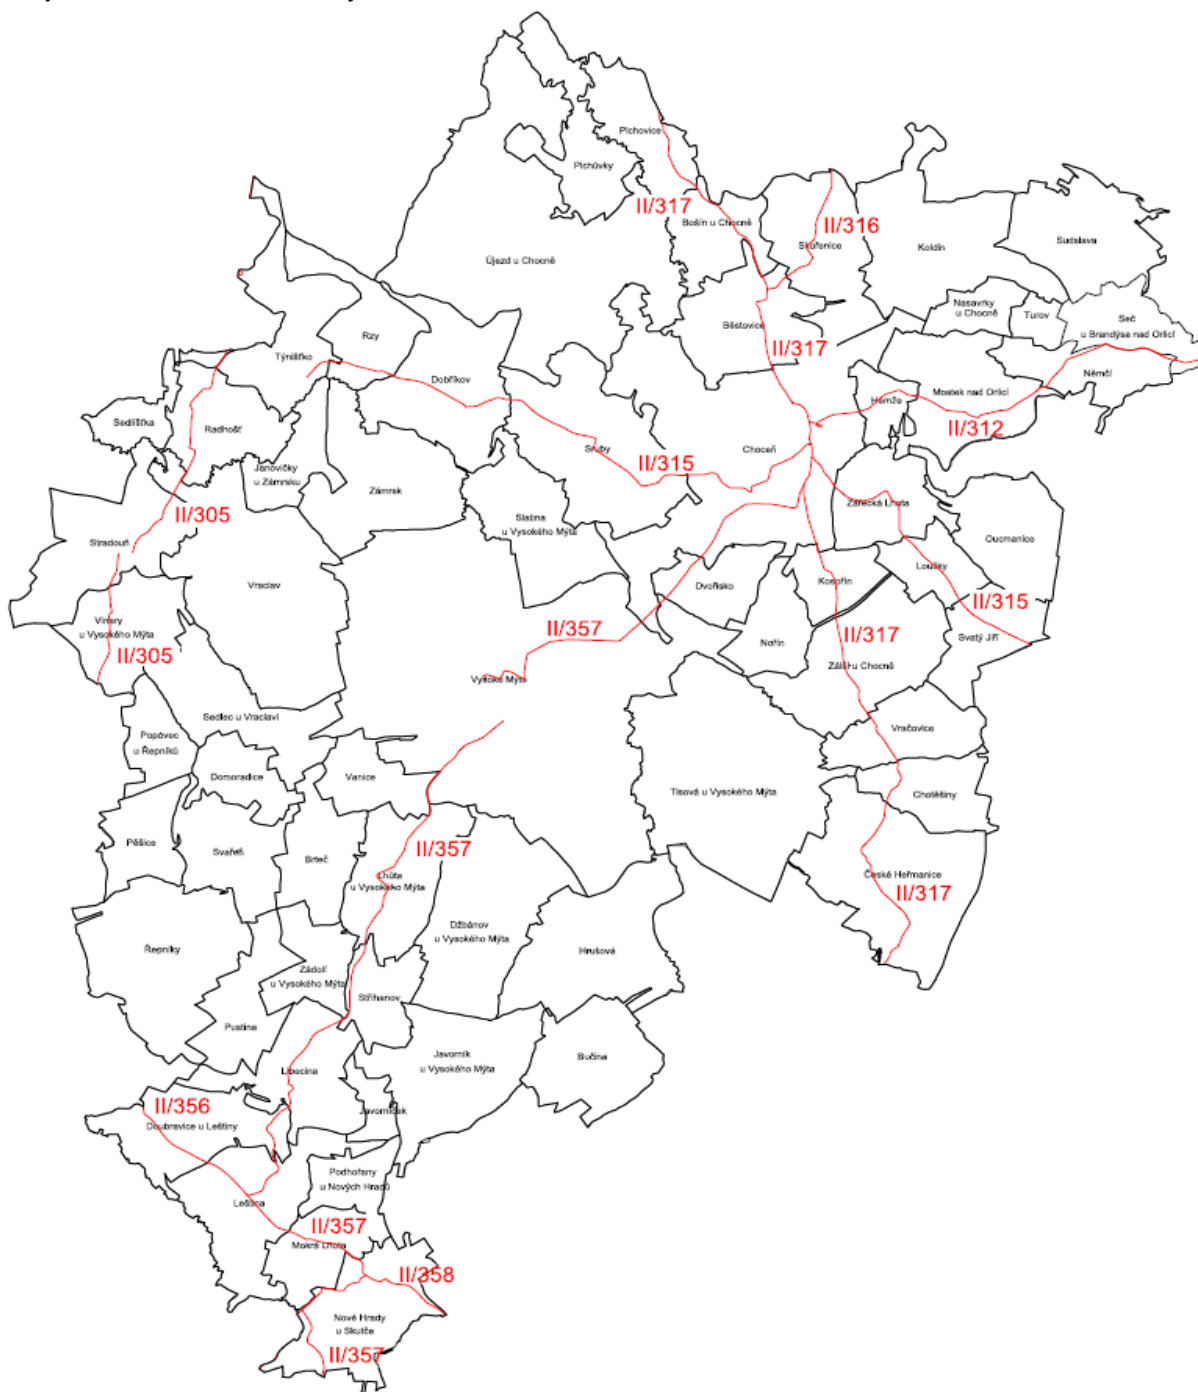 Plchovice
Plchůvky
II/317
Bošín u Chocně
II/316
Skořenice
Koldín
Sudslava
Újezd u Chocně
Nasavrky
u Chocně
Turov
Seč
u Brandýsa nad Orlicí
Běstovice
Rzy
II/317
Týnišťko
Dobříkov
Němčí
Mostek nad Orlicí
Hemže
Sedlíšťka
Radhošť
II/312
Sruby
Choceň
II/315
Janovičky
u Zámrsku
Zámrsk
Zářecká Lhota
II/305
Slatina
u Vysokého Mýta
Oucmanice
Stradouň
Loučky
Vraclav
Dvořisko
Kosořín
II/315
Vinary
u Vysokého Mýta
II/357
II/317
Svatý Jiří
Nořín
II/305
Zálší u Chocně
Vysoké Mýto
Sedlec u Vraclavi
Vračovice
Popovec
u Řepníků
Domoradice
Vanice
Tisová u Vysokého Mýta
Chotěšiny
Pěšice
Svařeň
Brteč
II/357
Lhůta
u Vysokého Mýta
České Heřmanice
II/317
Džbánov
u Vysokého Mýta
Řepníky
Hrušová
Zádolí
u Vysokého Mýta
Stříhanov
Pustina
Javorník
u Vysokého Mýta
Bučina
Libecina
II/356
Javorníček
Doubravice u Leštiny
Podhořany
u Nových Hradů
Leština
II/357
Mokrá Lhota
II/358
Nové Hrady
u Skutče
II/357